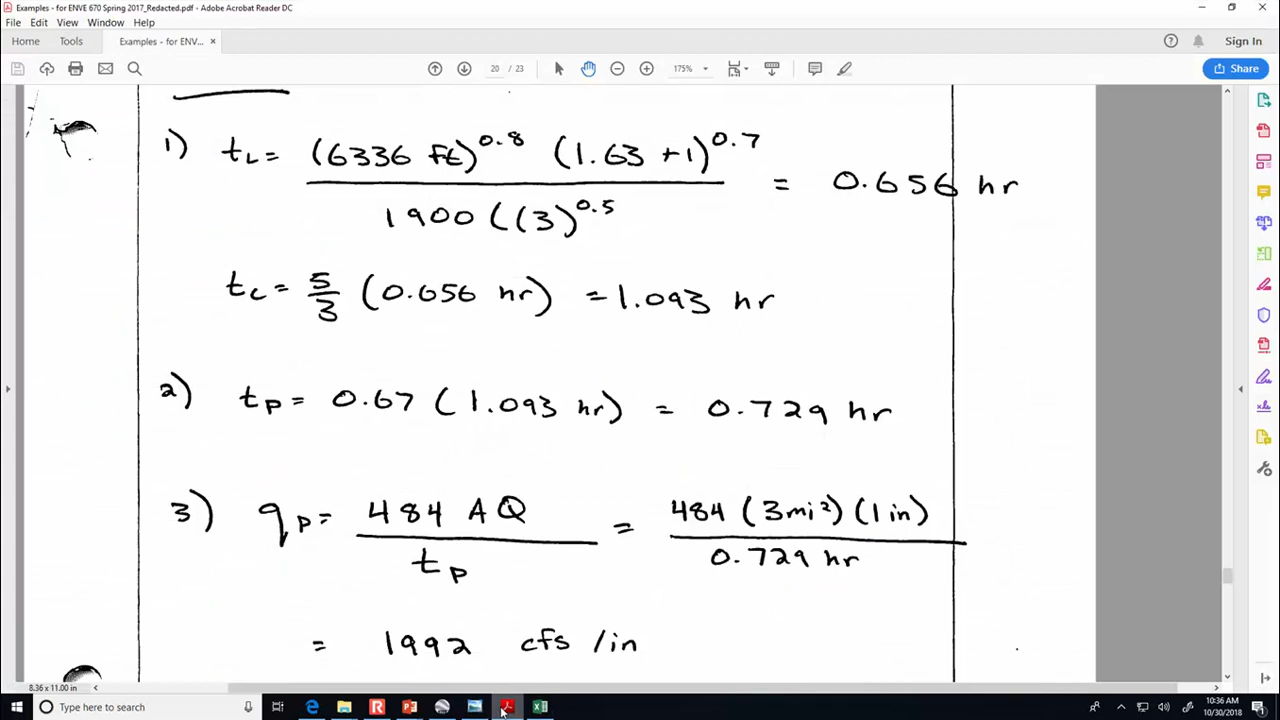 Examples - for ENVE 670 Spring 2017_Redacted.pdf - Adobe Acrobat Reader DC
File Edit View Window Help
Home Tools Examples - for ENV... × Sign In
20 / 23 175% Share
1) tL = (6336 ft)^0.8 (1.63 + 1)^0.7 / 1900 ((3)^0.5 = 0.656 hr
tc = 5/3 (0.656 hr) = 1.093 hr
2) tp = 0.67 (1.093 hr) = 0.729 hr
3) qp = 484 AQ / tp = 484 (3mi²) (1 in) / 0.729 hr
= 1992 cfs /in
8.36 x 11.00 in
Type here to search
10:36 AM
10/30/2018